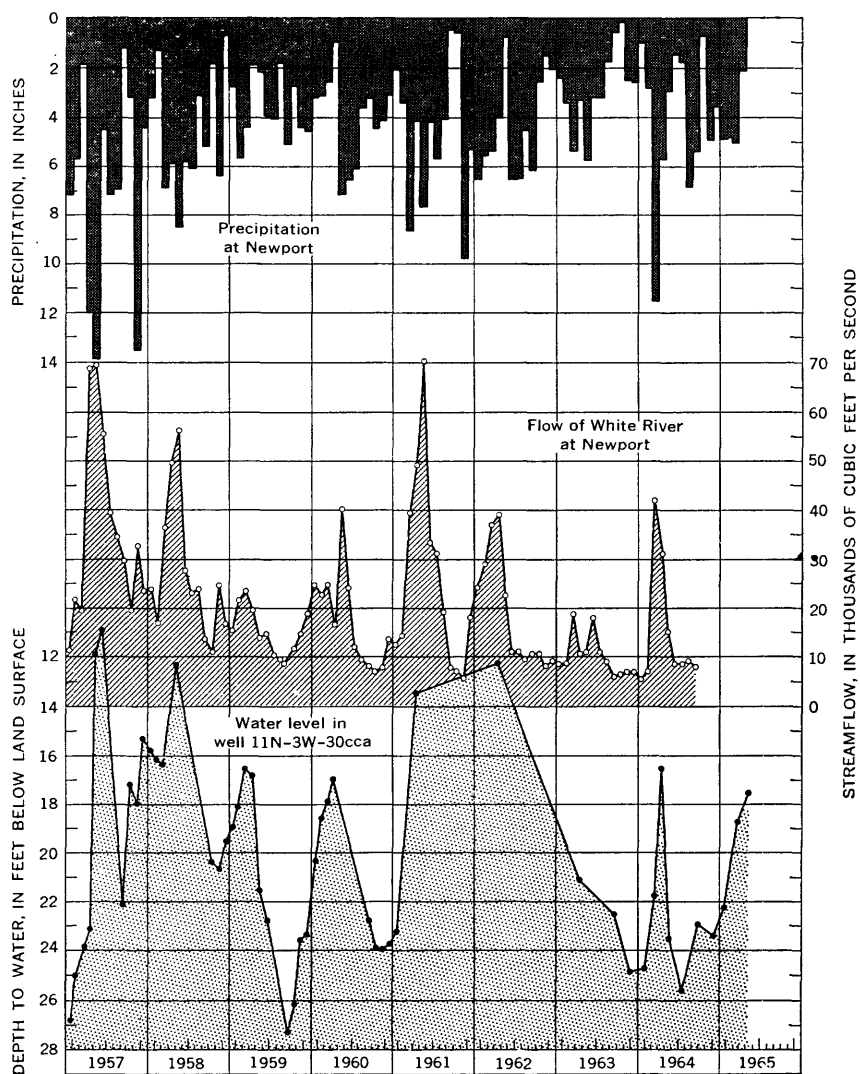 PRECIPITATION, IN INCHES
0
2
4
6
8
10
12
14
Precipitation
at Newport
STREAMFLOW, IN THOUSANDS OF CUBIC FEET PER SECOND
70
60
50
40
30
20
10
0
Flow of White River
at Newport
DEPTH TO WATER, IN FEET BELOW LAND SURFACE
12
14
16
18
20
22
24
26
28
Water level in
well 11N-3W-30cca
1957 1958 1959 1960 1961 1962 1963 1964 1965